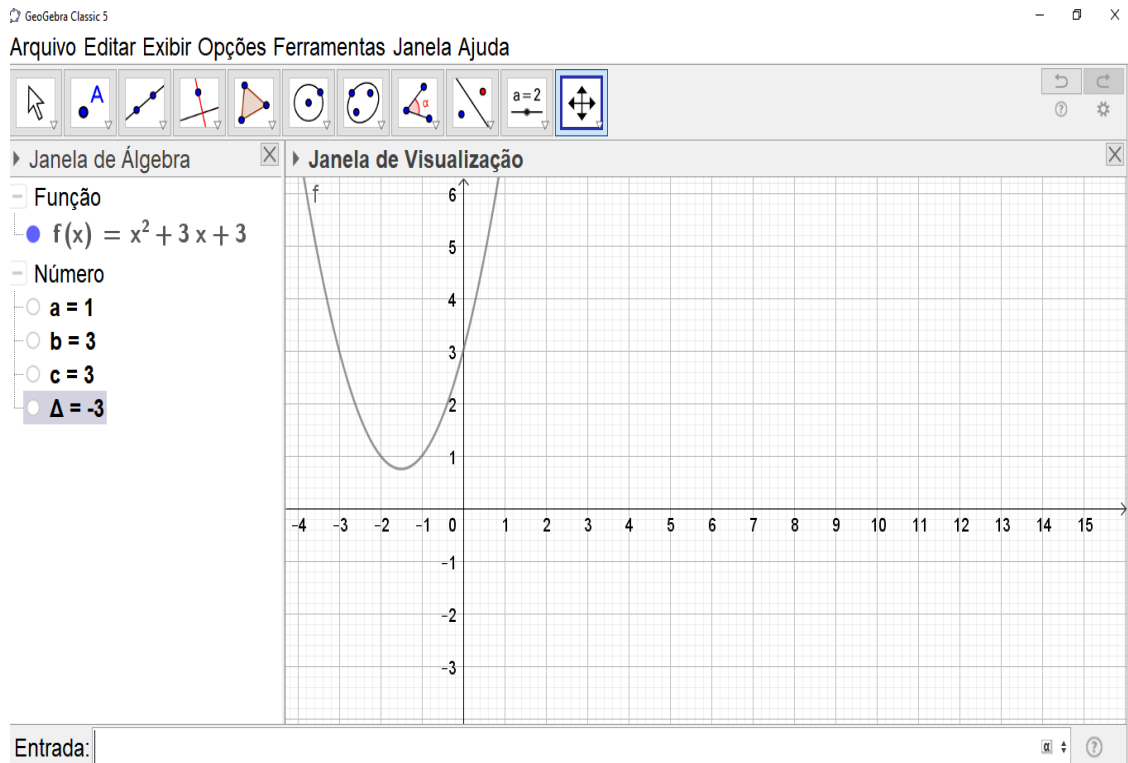 GeoGebra Classic 5
Arquivo Editar Exibir Opções Ferramentas Janela Ajuda
A
α
a=2
Janela de Álgebra
Janela de Visualização
Função
f(x) = x² + 3 x + 3
Número
a = 1
b = 3
c = 3
Δ = -3
f
6
5
4
3
2
1
−4 −3 −2 −1 0 1 2 3 4 5 6 7 8 9 10 11 12 13 14 15
−1
−2
−3
Entrada:
α